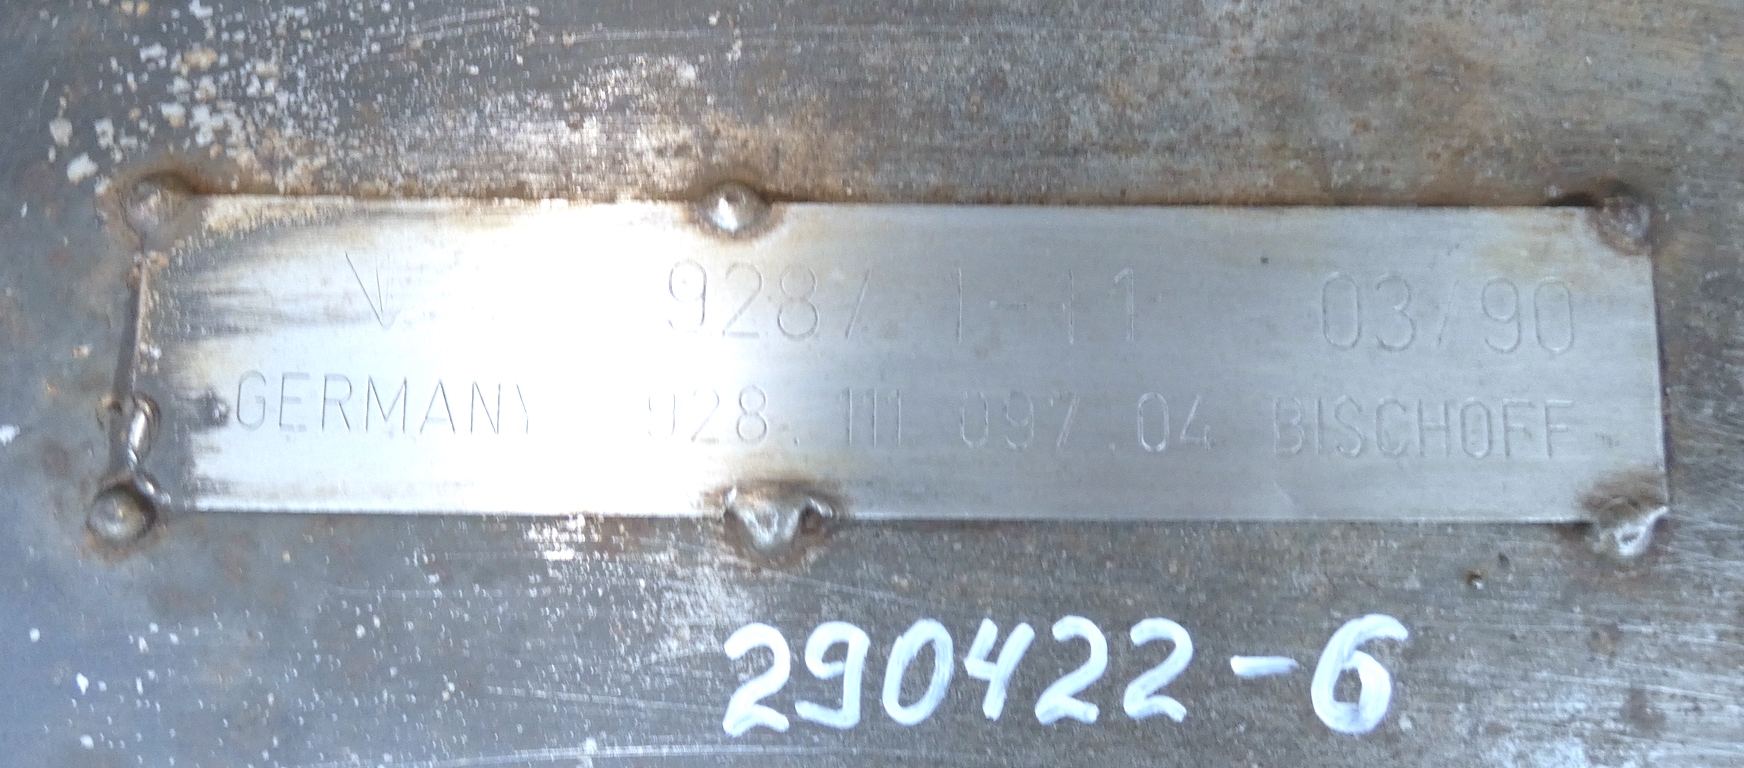 V 928/ 1-11 03/90
GERMANY 928.111.097.04 BISCHOFF
290422-6